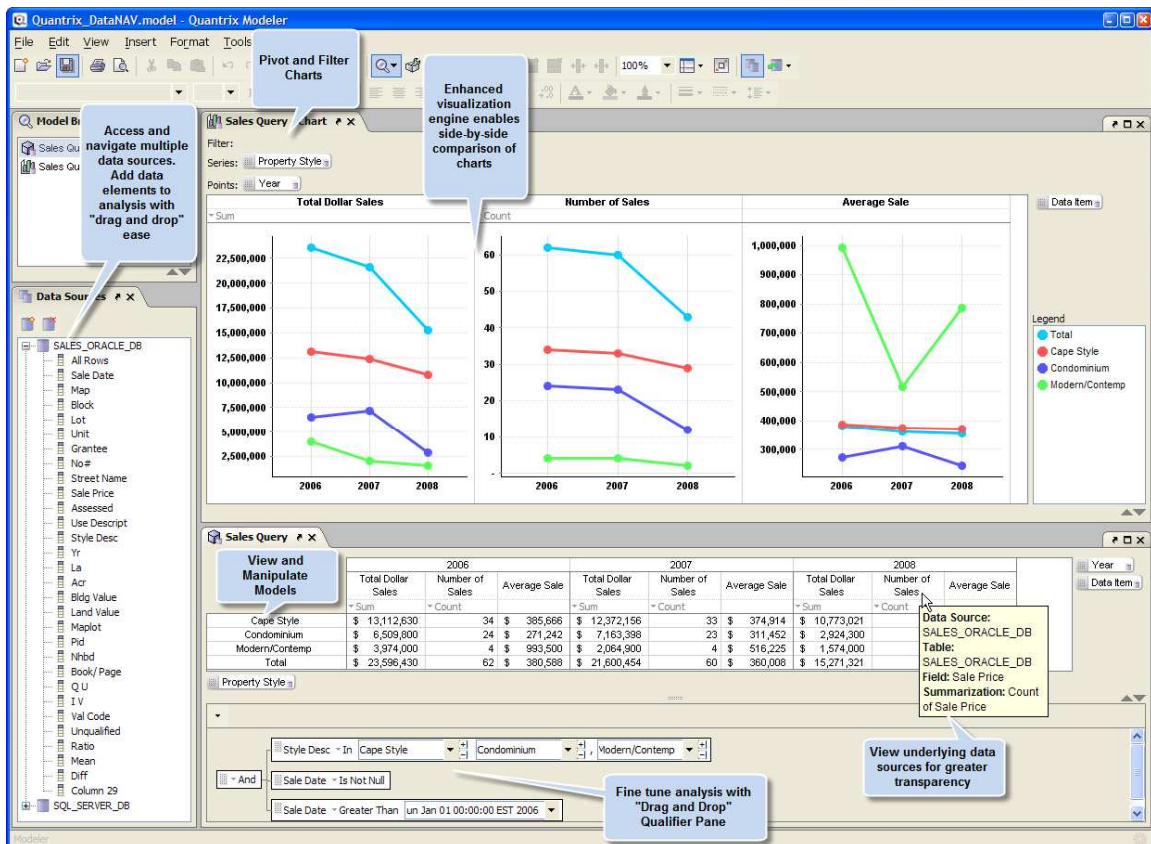 Quantrix_DataNAV.model - Quantrix Modeler
File Edit View Insert Format Tools
100%
Pivot and Filter
Charts
Enhanced
visualization
engine enables
side-by-side
comparison of
charts
Access and
navigate multiple
data sources.
Add data
elements to
analysis with
"drag and drop"
ease
Model
Sales
Sales
Sales Query Chart
Filter:
Series: Property Style
Points: Year
Total Dollar Sales
Number of Sales
Average Sale
Sum
Count
Data Item
22,500,000
20,000,000
17,500,000
15,000,000
12,500,000
10,000,000
7,500,000
5,000,000
2,500,000
2006 2007 2008
60
50
40
30
20
10
-
2006 2007 2008
1,000,000
900,000
800,000
700,000
600,000
500,000
400,000
300,000
2006 2007 2008
Legend
Total
Cape Style
Condominium
Modern/Contemp
Data Sources
SALES_ORACLE_DB
All Rows
Sale Date
Map
Block
Lot
Unit
Grantee
No#
Street Name
Sale Price
Assessed
Use Descript
Style Desc
Yr
La
Acr
Bldg Value
Land Value
Maplot
Pid
Nhbd
Book/ Page
Q U
I V
Val Code
Unqualified
Ratio
Mean
Diff
Column 29
SQL_SERVER_DB
Sales Query
View and
Manipulate
Models
2006 2007 2008
Total Dollar Sales Number of Sales Average Sale Total Dollar Sales Number of Sales Average Sale Total Dollar Sales Number of Sales Average Sale
Sum Count Sum Count Sum Count
Cape Style $ 13,112,630 34 $ 385,666 $ 12,372,156 33 $ 374,914 $ 10,773,021
Condominium $ 6,509,800 24 $ 271,242 $ 7,163,398 23 $ 311,452 $ 2,924,300
Modern/Contemp $ 3,974,000 4 $ 993,500 $ 2,064,900 4 $ 516,225 $ 1,574,000
Total $ 23,596,430 62 $ 380,588 $ 21,600,454 60 $ 360,008 $ 15,271,321
Year
Data Item
Property Style
Data Source:
SALES_ORACLE_DB
Table:
SALES_ORACLE_DB
Field: Sale Price
Summarization: Count
of Sale Price
View underlying data
sources for greater
transparency
And
Style Desc In Cape Style Condominium , Modern/Contemp
Sale Date Is Not Null
Sale Date Greater Than un Jan 01 00:00:00 EST 2006
Fine tune analysis with
"Drag and Drop"
Qualifier Pane
Modeler